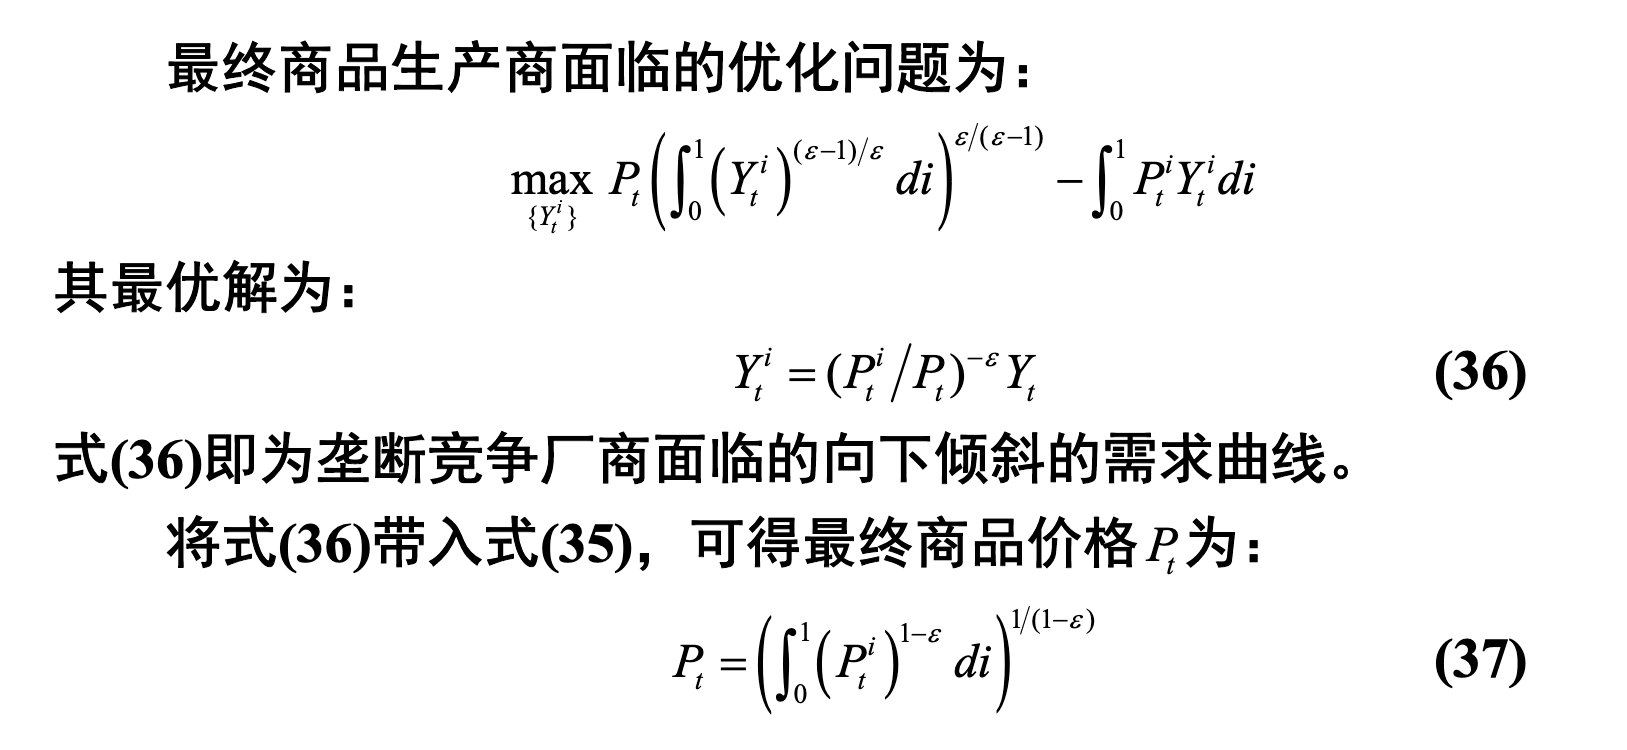 最终商品生产商面临的优化问题为：
$$\max_{\{Y_t^i\}} P_t \left( \int_0^1 \left( Y_t^i \right)^{(\varepsilon-1)/\varepsilon} di \right)^{\varepsilon/(\varepsilon-1)} - \int_0^1 P_t^i Y_t^i di$$
其最优解为：
$$Y_t^i = (P_t^i / P_t)^{-\varepsilon} Y_t$$ (36)
式(36)即为垄断竞争厂商面临的向下倾斜的需求曲线。
将式(36)带入式(35)，可得最终商品价格$P_t$为：
$$P_t = \left( \int_0^1 \left( P_t^i \right)^{1-\varepsilon} di \right)^{1/(1-\varepsilon)}$$ (37)